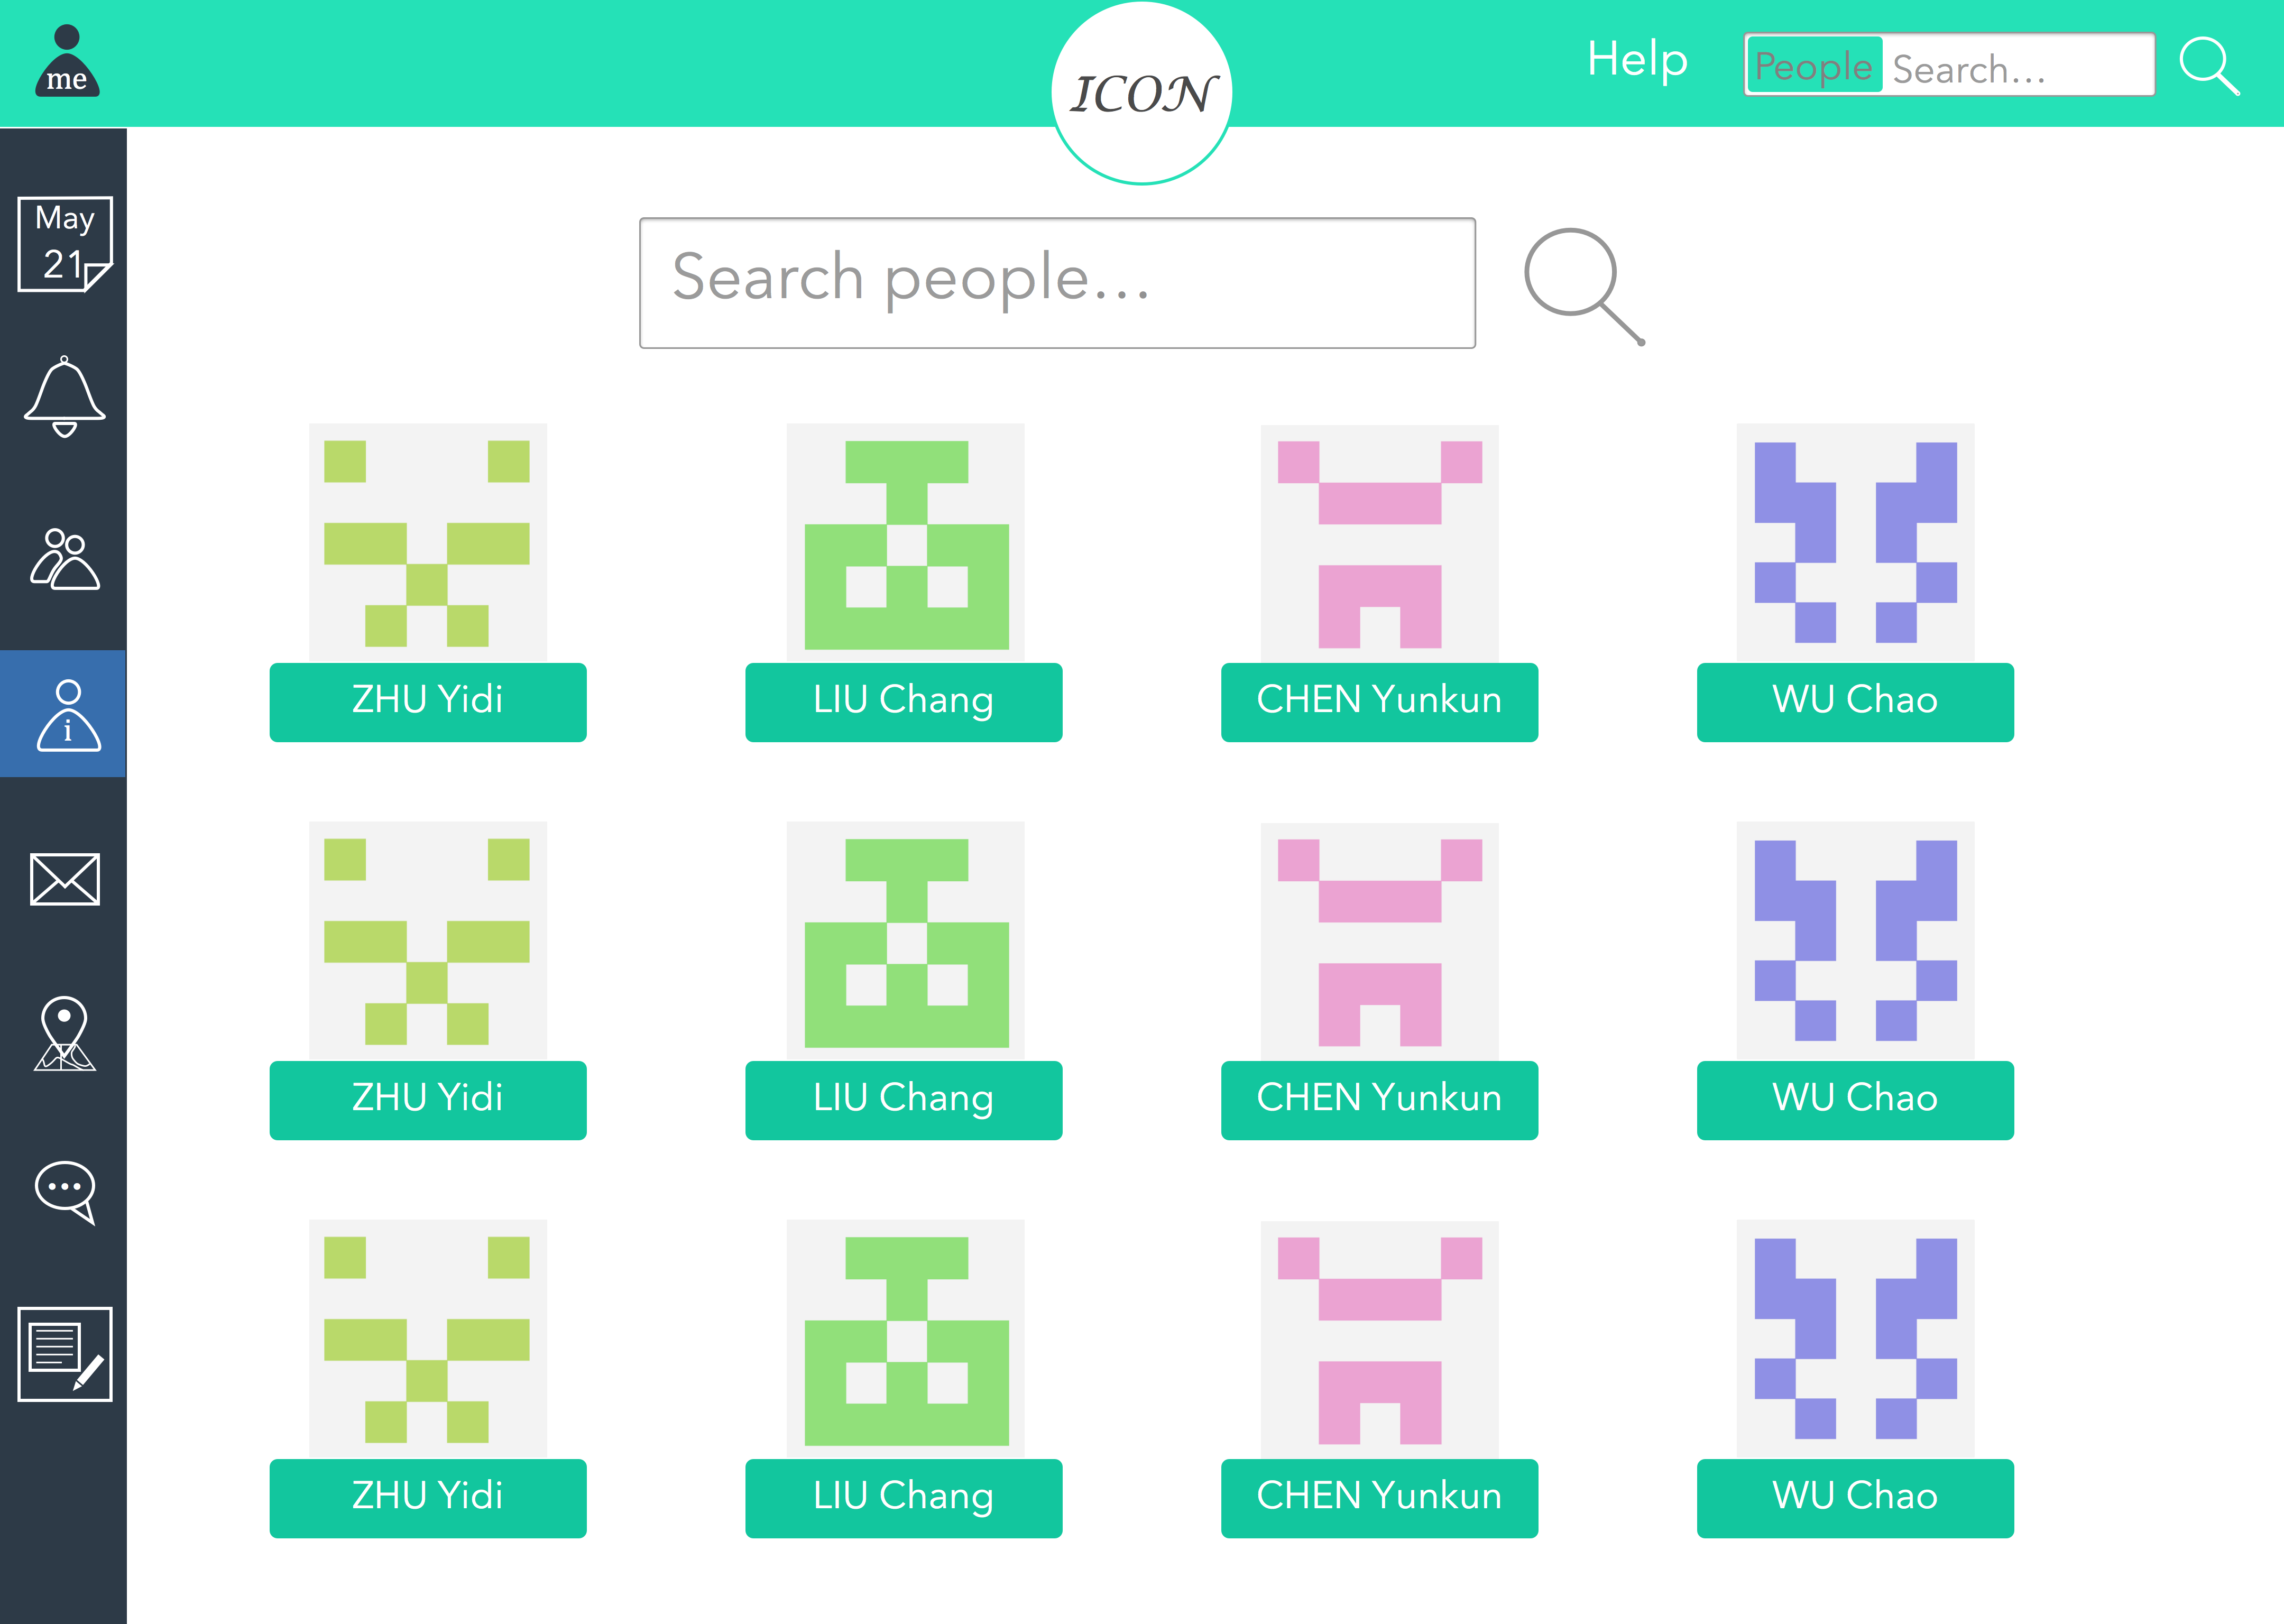 me
ICON
Help
People Search...
May
21
Search people...
i
ZHU Yidi
LIU Chang
CHEN Yunkun
WU Chao
ZHU Yidi
LIU Chang
CHEN Yunkun
WU Chao
ZHU Yidi
LIU Chang
CHEN Yunkun
WU Chao